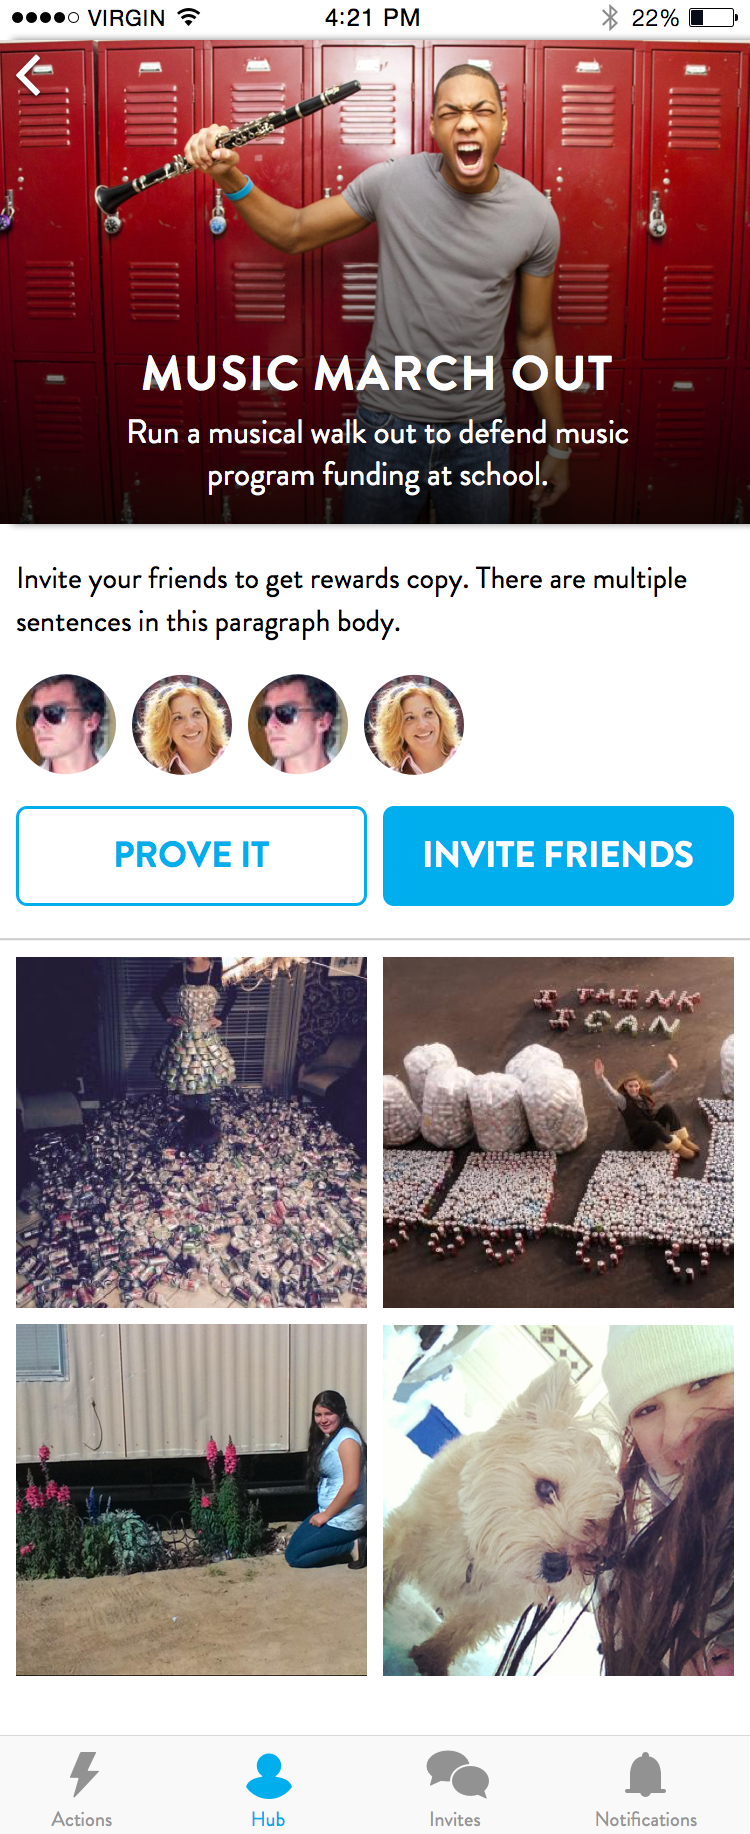 VIRGIN
4:21 PM
22%
MUSIC MARCH OUT
Run a musical walk out to defend music
program funding at school.
Invite your friends to get rewards copy. There are multiple
sentences in this paragraph body.
PROVE IT
INVITE FRIENDS
I THINK
I CAN
Actions
Hub
Invites
Notifications